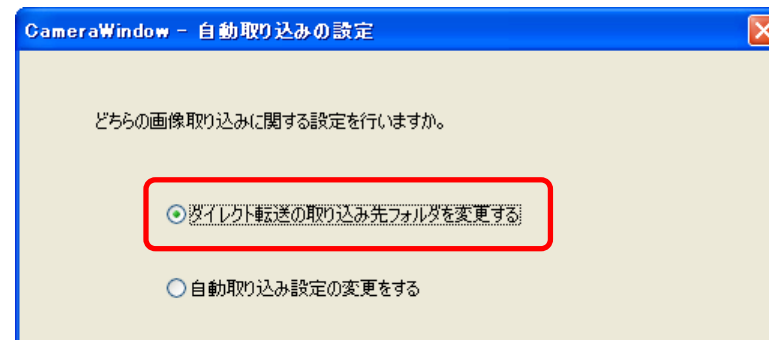 CameraWindow - 自動取り込みの設定
どちらの画像取り込みに関する設定を行いますか。
ダイレクト転送の取り込み先フォルダを変更する
自動取り込み設定の変更をする